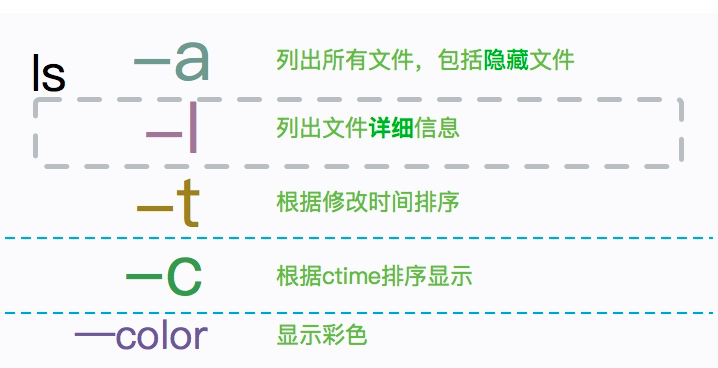 ls –a 列出所有文件，包括隐藏文件
–l 列出文件详细信息
–t 根据修改时间排序
–c 根据ctime排序显示
—color 显示彩色